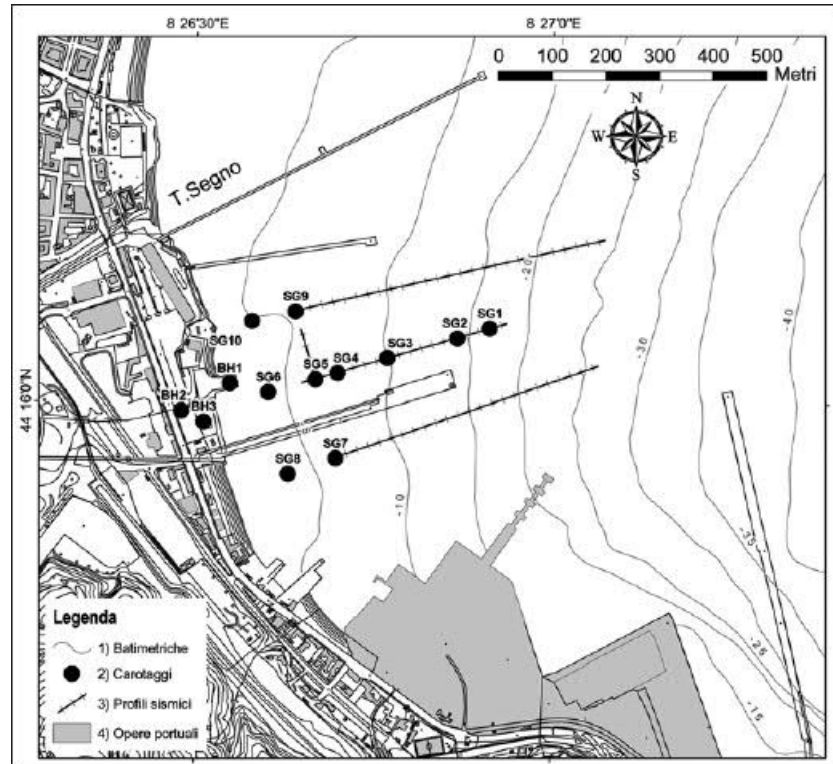 8 26'30"E
8 27'0"E
0 100 200 300 400 500
Metri
N
W E
S
T.Segno
-20
-40
SG9
SG10
SG2 SG1
SG3
SG4
SG5
-30
BH1
SG6
BH2
BH3
44 16'0"N
SG7
SG8
-10
-35
-25
-15
Legenda
1) Batimetriche
2) Carotaggi
3) Profili sismici
4) Opere portuali